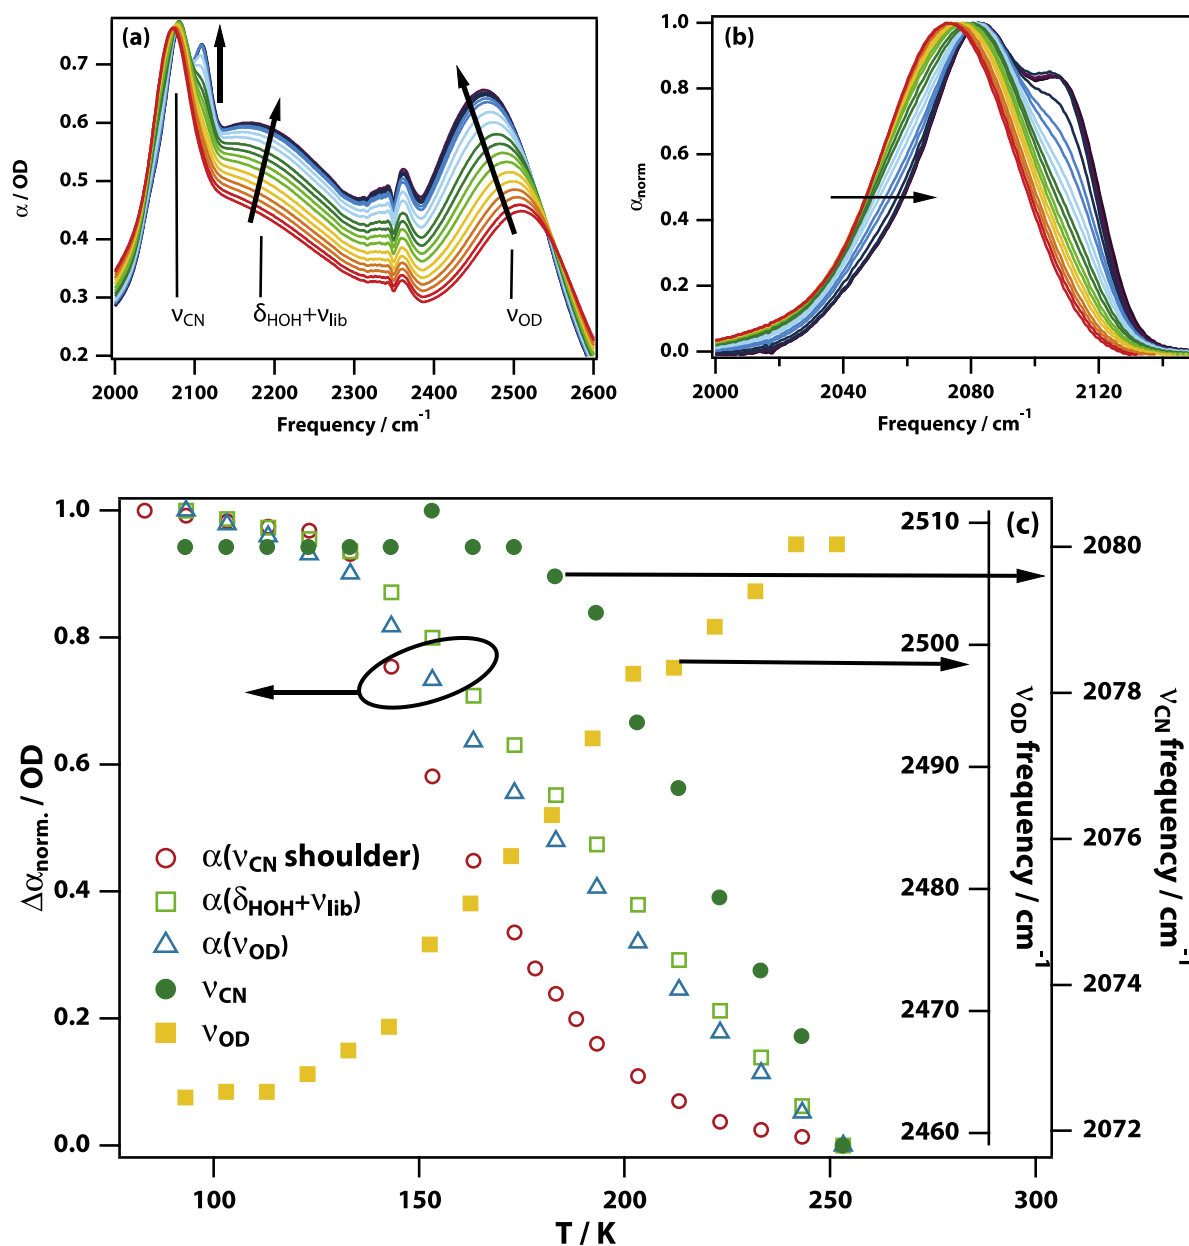 (a)
α / OD
0.7
0.6
0.5
0.4
0.3
0.2
νCN
δHOH+νlib
νOD
2000 2100 2200 2300 2400 2500 2600
Frequency / cm-1
(b)
αnorm
1.0
0.8
0.6
0.4
0.2
0.0
2000 2040 2080 2120
Frequency / cm-1
(c)
Δαnorm. / OD
1.0
0.8
0.6
0.4
0.2
0.0
α(νCN shoulder)
α(δHOH+νlib)
α(νOD)
νCN
νOD
2510
2500
2490
2480
2470
2460
νOD frequency / cm-1
2080
2078
2076
2074
2072
νCN frequency / cm-1
100 150 200 250 300
T / K